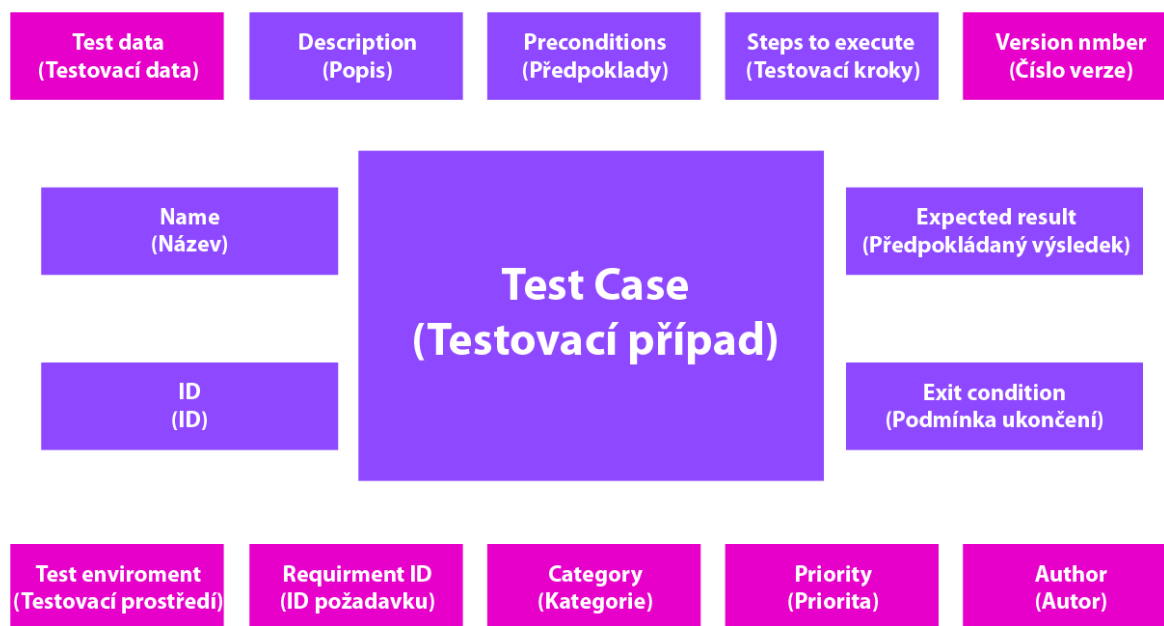 Test data
(Testovací data)
Description
(Popis)
Preconditions
(Předpoklady)
Steps to execute
(Testovací kroky)
Version nmber
(Číslo verze)
Name
(Název)
Test Case
(Testovací případ)
Expected result
(Předpokládaný výsledek)
ID
(ID)
Exit condition
(Podmínka ukončení)
Test enviroment
(Testovací prostředí)
Requirment ID
(ID požadavku)
Category
(Kategorie)
Priority
(Priorita)
Author
(Autor)